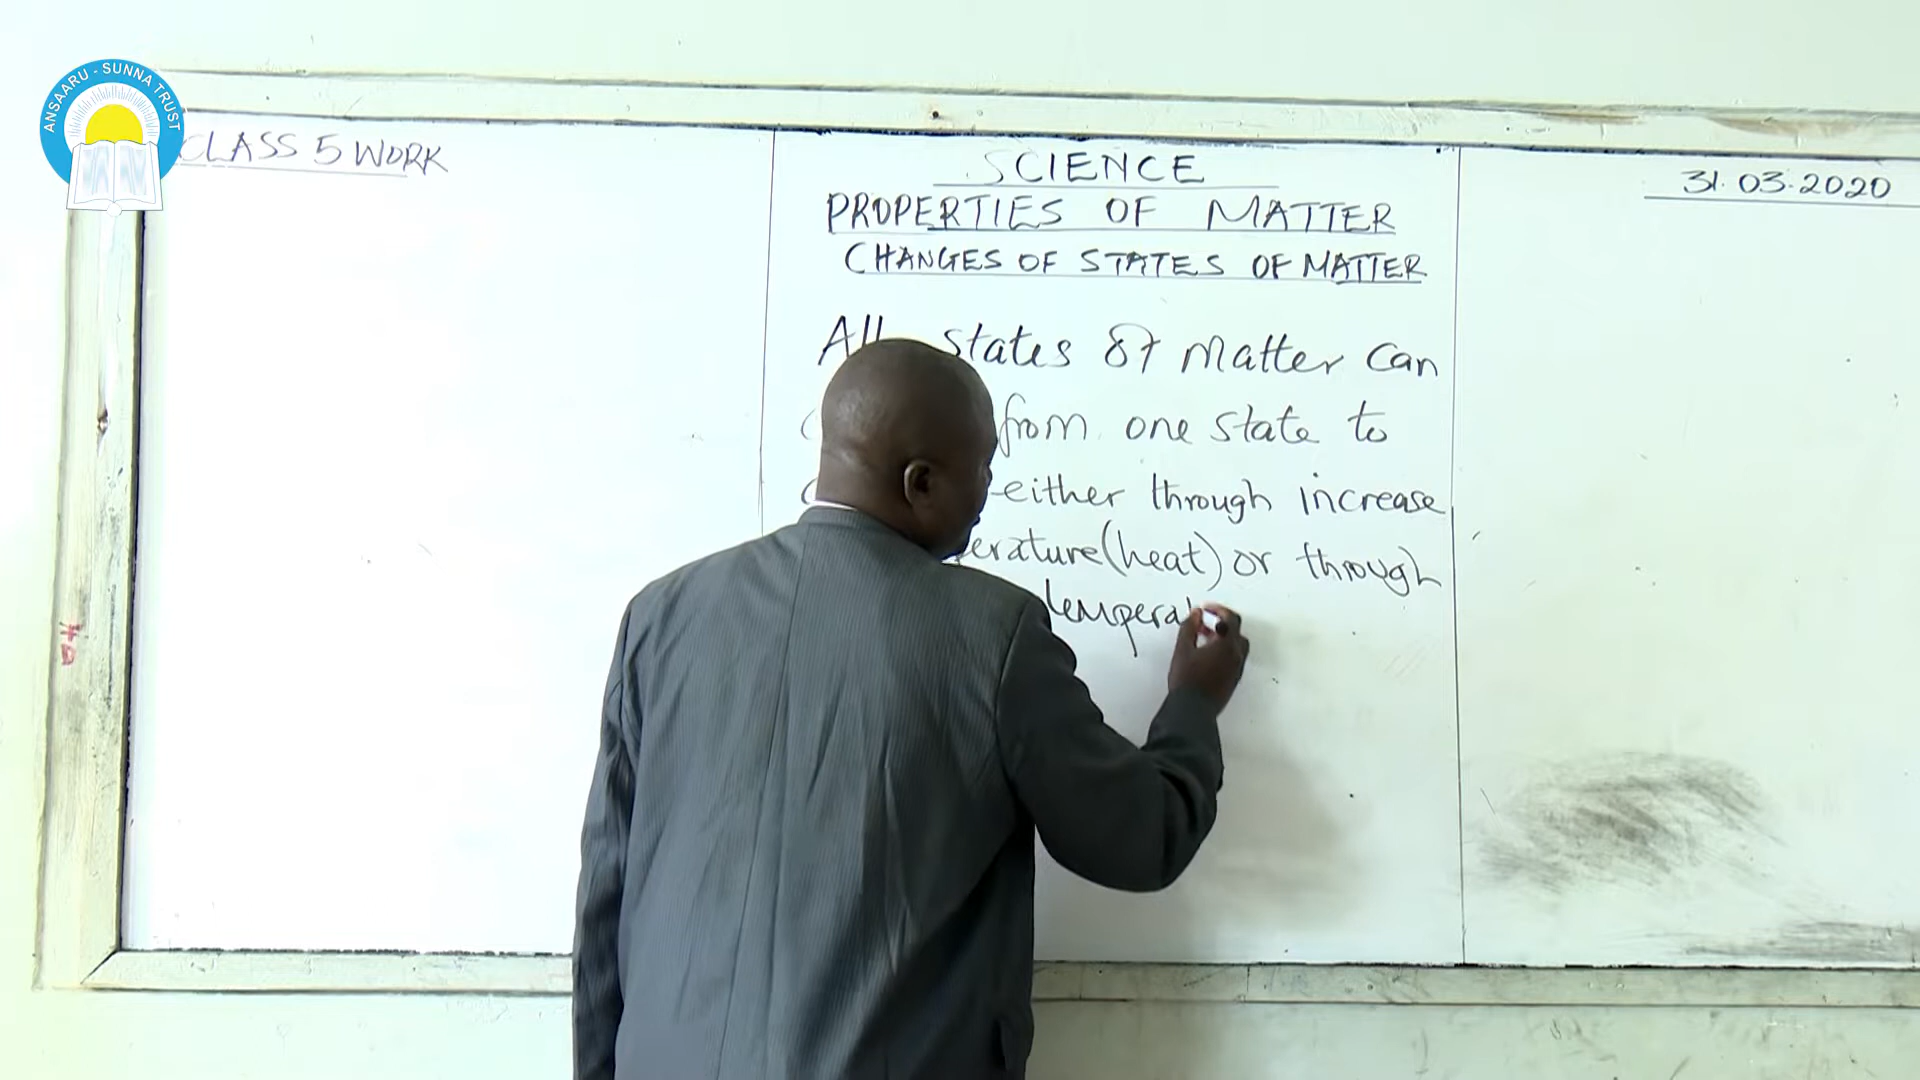 ANSAARU - SUNNA TRUST
CLASS 5 WORK
SCIENCE
PROPERTIES OF MATTER
CHANGES OF STATES OF MATTER
31.03.2020
All states of Matter can
from one state to
either through increase
erature (heat) or through
tempera